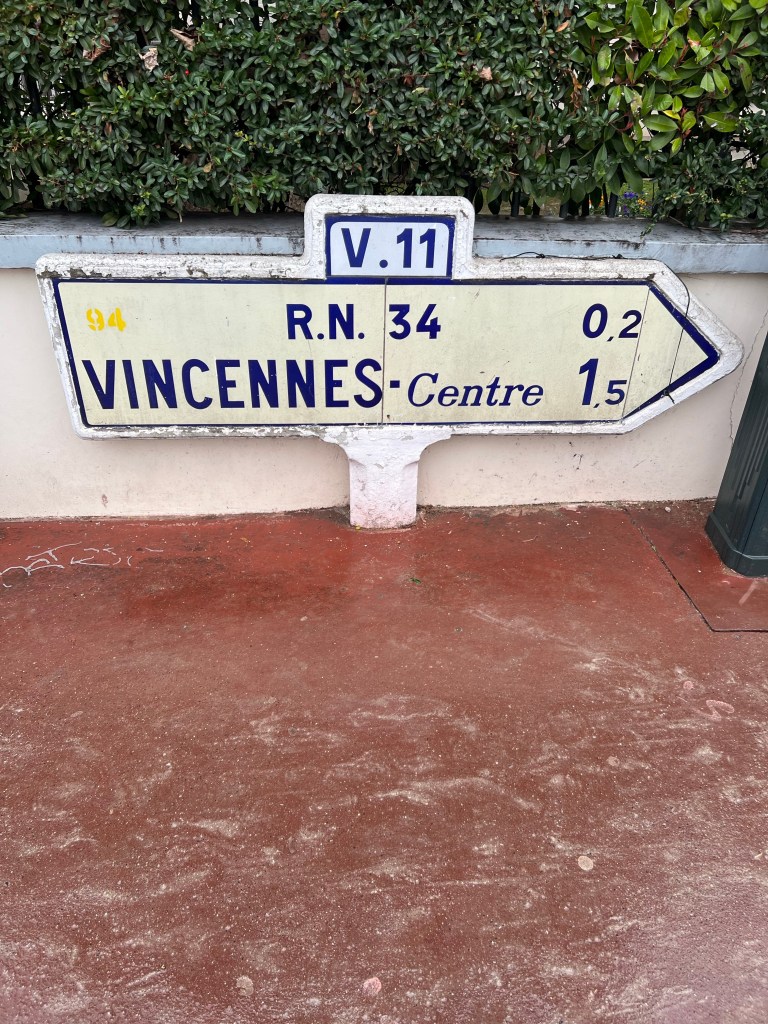 V.11
94 R.N. 34 0,2
VINCENNES-Centre 1,5